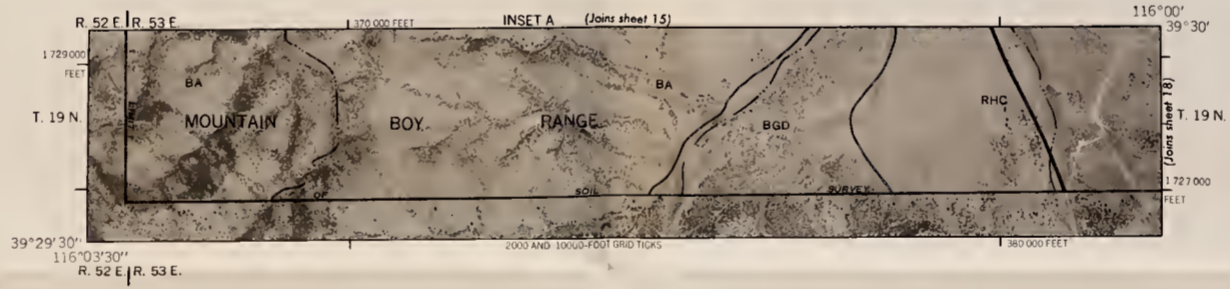 R. 52 E. R. 53 E.
370 000 FEET
INSET A (Joins sheet 15)
116°00'
39°30'
1 729 000
FEET
T. 19 N.
BA
BA
RHC
MOUNTAIN BOY RANGE
BGD
LIMIT
OF
SOIL
SURVEY
(Joins sheet 18)
T. 19 N.
1 727 000
FEET
39°29'30"
116°03'30"
2000 AND 10000-FOOT GRID TICKS
380 000 FEET
R. 52 E. R. 53 E.